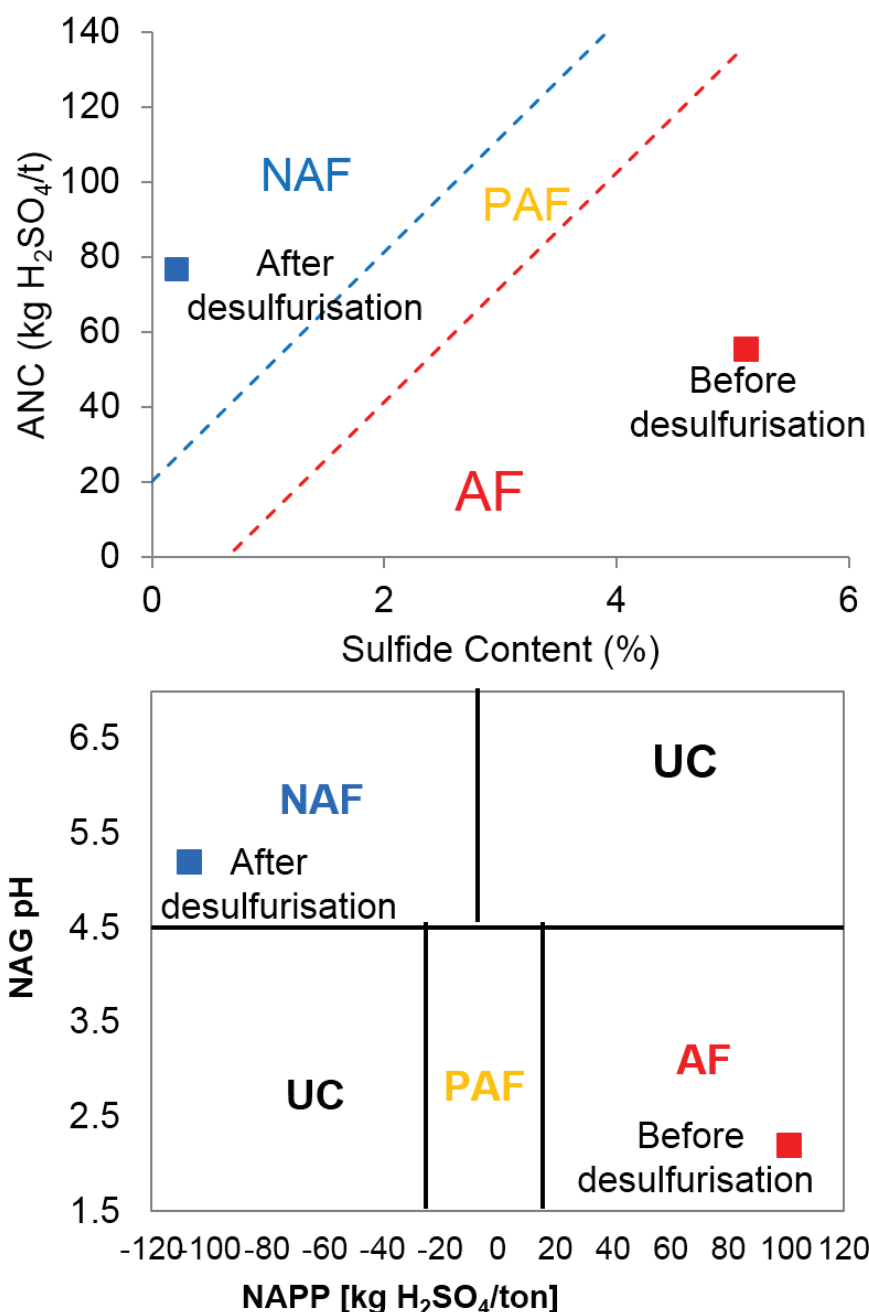 140
120
100
80
60
40
20
0
ANC (kg H₂SO₄/t)
NAF
PAF
After
desulfurisation
Before
desulfurisation
AF
0 2 4 6
Sulfide Content (%)
6.5
5.5
4.5
3.5
2.5
1.5
NAG pH
UC
NAF
After
desulfurisation
UC
PAF
AF
Before
desulfurisation
-120 -100 -80 -60 -40 -20 0 20 40 60 80 100 120
NAPP [kg H₂SO₄/ton]